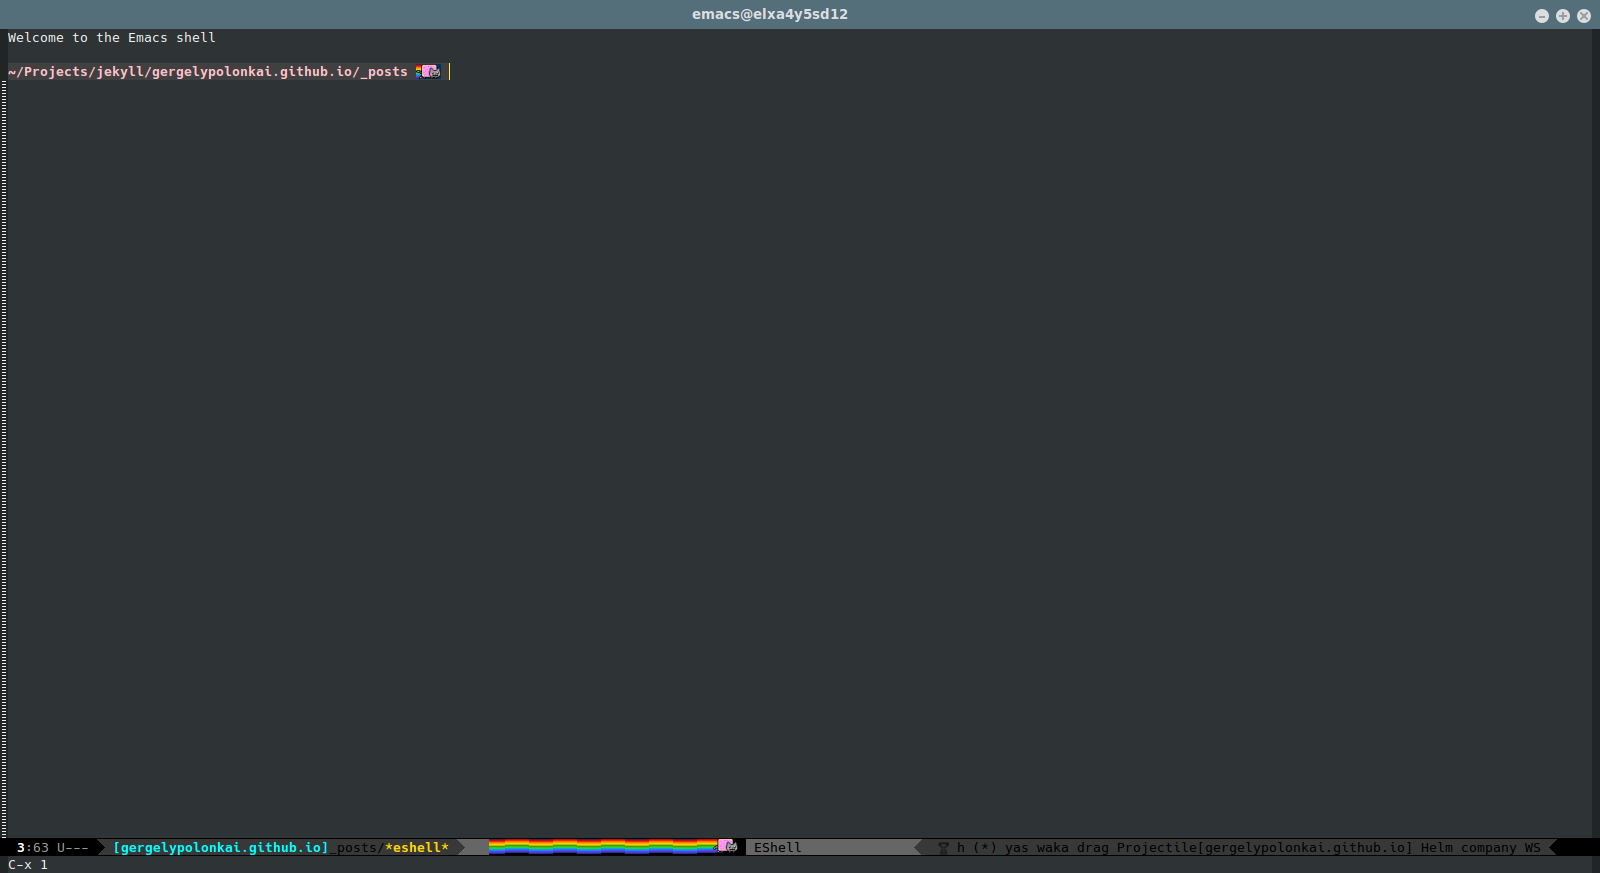 emacs@elxa4y5sd12
Welcome to the Emacs shell
~/Projects/jekyll/gergelypolonkai.github.io/_posts
3:63 U--- [gergelypolonkai.github.io]_posts/*eshell* EShell h (*) yas waka drag Projectile[gergelypolonkai.github.io] Helm company WS
C-x 1